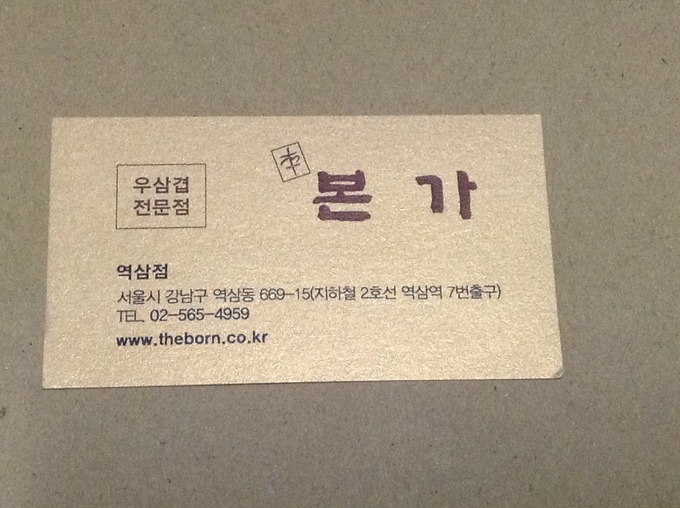 우삼겹
전문점
本
본 가
역삼점
서울시 강남구 역삼동 669-15(지하철 2호선 역삼역 7번출구)
TEL. 02-565-4959
www.theborn.co.kr